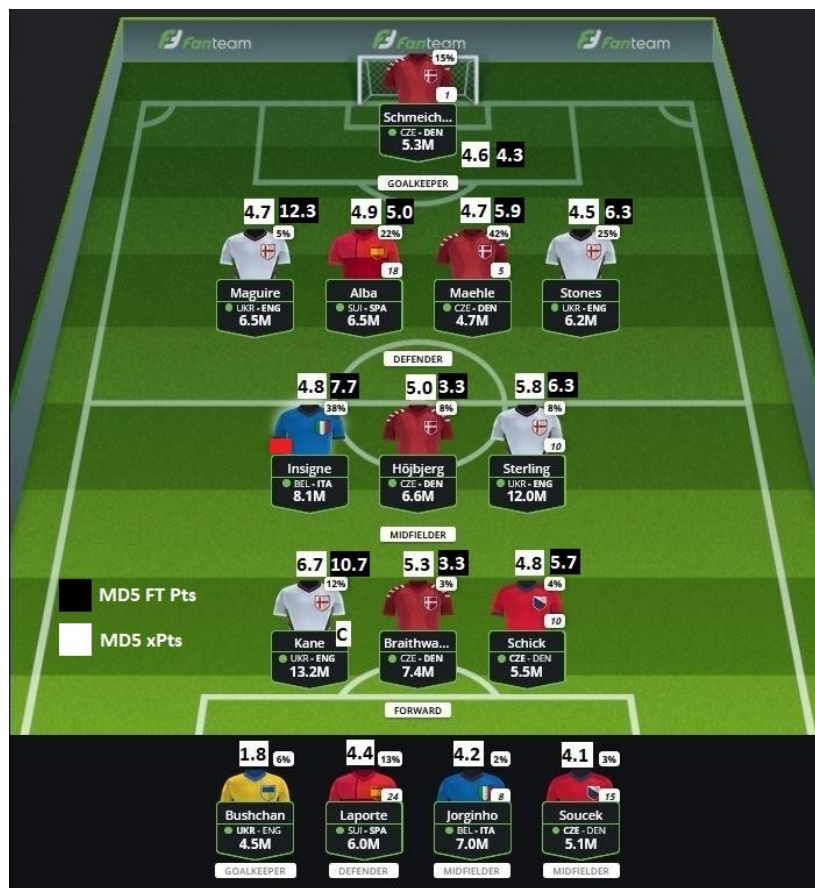 Fanteam
Fanteam
Fanteam
15%
1
Schmeich...
CZE - DEN
5.3M
4.6 4.3
GOALKEEPER
4.7 12.3 4.9 5.0 4.7 5.9 4.5 6.3
5% 22% 42% 25%
18 5
Maguire Alba Maehle Stones
UKR - ENG SUI - SPA CZE - DEN UKR - ENG
6.5M 6.5M 4.7M 6.2M
DEFENDER
4.8 7.7 5.0 3.3 5.8 6.3
38% 8% 8%
10
Insigne Höjbjerg Sterling
BEL - ITA CZE - DEN UKR - ENG
8.1M 6.6M 12.0M
MIDFIELDER
6.7 10.7 5.3 3.3 4.8 5.7
12% 3% 4%
MD5 FT Pts
10
MD5 xPts
C
Kane Braithwa... Schick
UKR - ENG CZE - DEN CZE - DEN
13.2M 7.4M 5.5M
FORWARD
1.8 6% 4.4 13% 4.2 2% 4.1 3%
24 8 15
Bushchan Laporte Jorginho Soucek
UKR - ENG SUI - SPA BEL - ITA CZE - DEN
4.5M 6.0M 7.0M 5.1M
GOALKEEPER DEFENDER MIDFIELDER MIDFIELDER